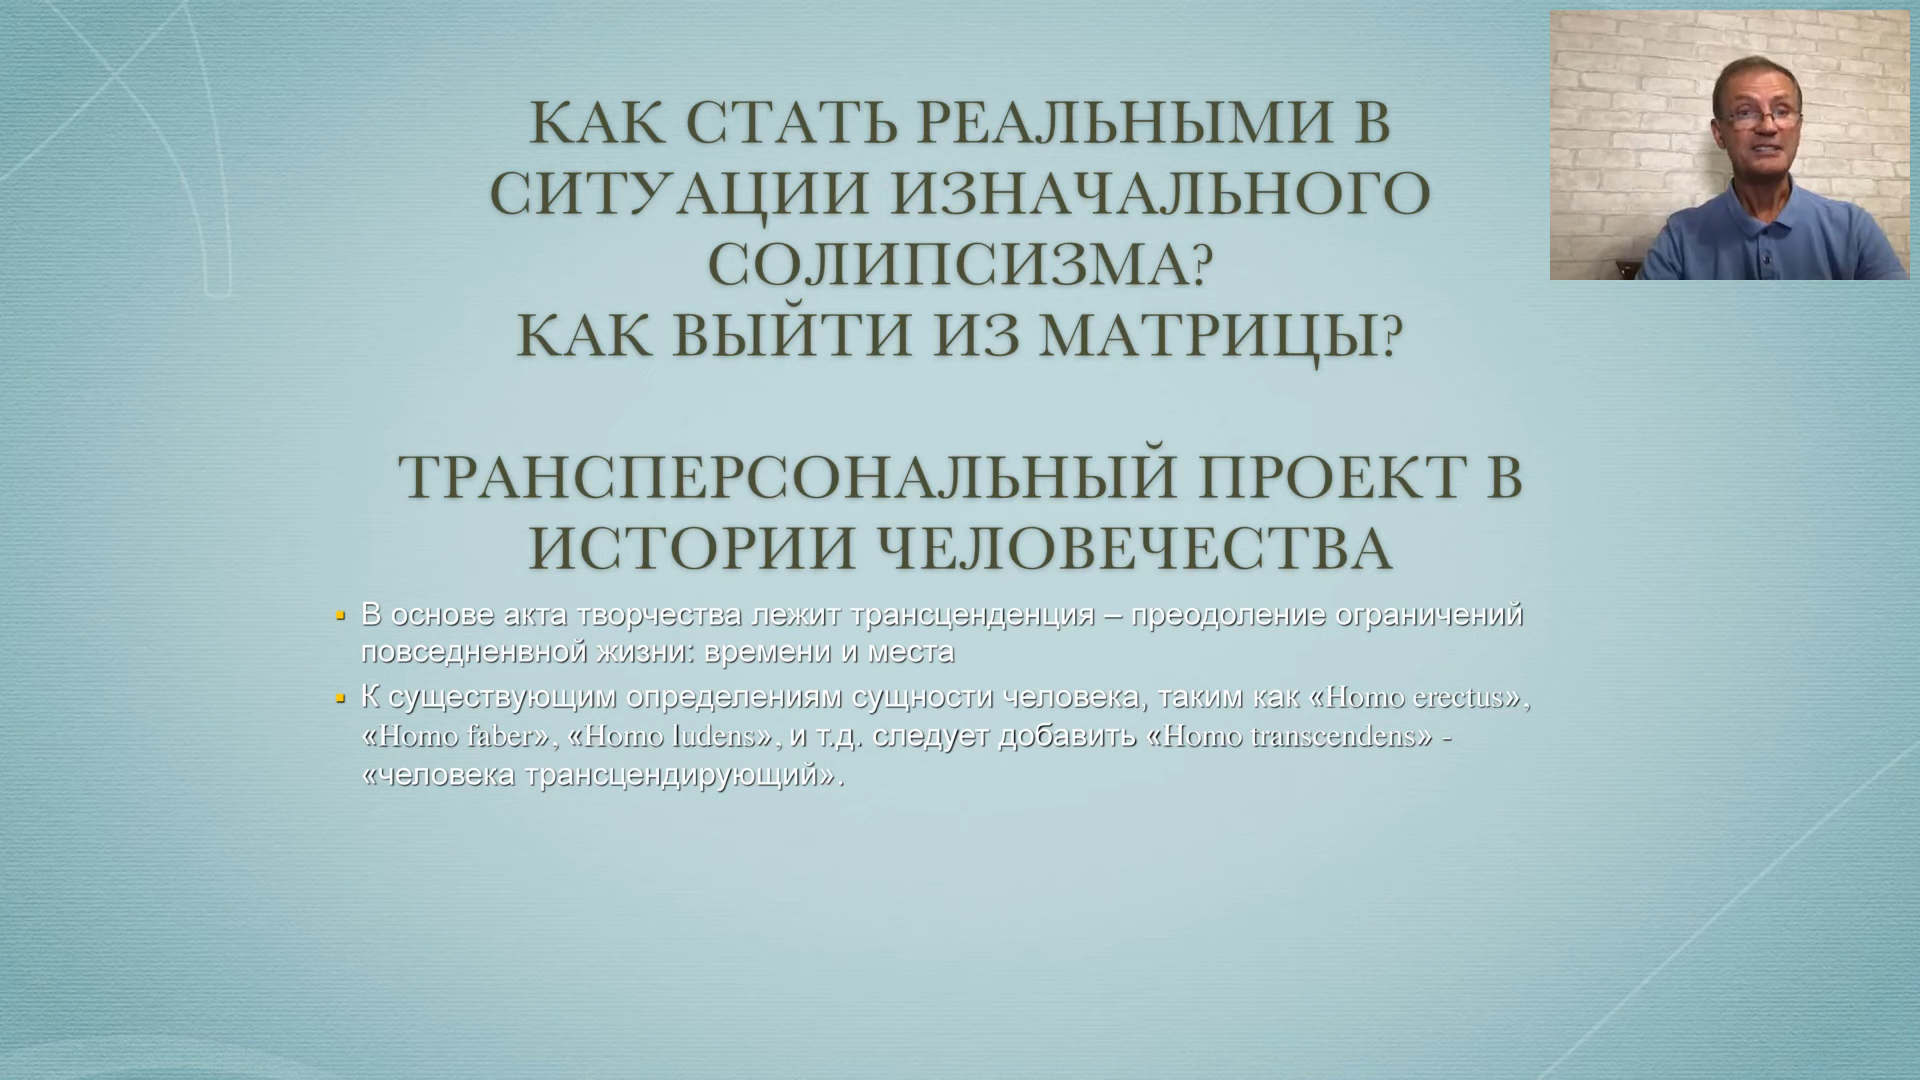 КАК СТАТЬ РЕАЛЬНЫМИ В
СИТУАЦИИ ИЗНАЧАЛЬНОГО
СОЛИПСИЗМА?
КАК ВЫЙТИ ИЗ МАТРИЦЫ?
ТРАНСПЕРСОНАЛЬНЫЙ ПРОЕКТ В
ИСТОРИИ ЧЕЛОВЕЧЕСТВА
▪ В основе акта творчества лежит трансценденция – преодоление ограничений
повседненвной жизни: времени и места
▪ К существующим определениям сущности человека, таким как «Homo erectus»,
«Homo faber», «Homo ludens», и т.д. следует добавить «Homo transcendens» -
«человека трансцендирующий».